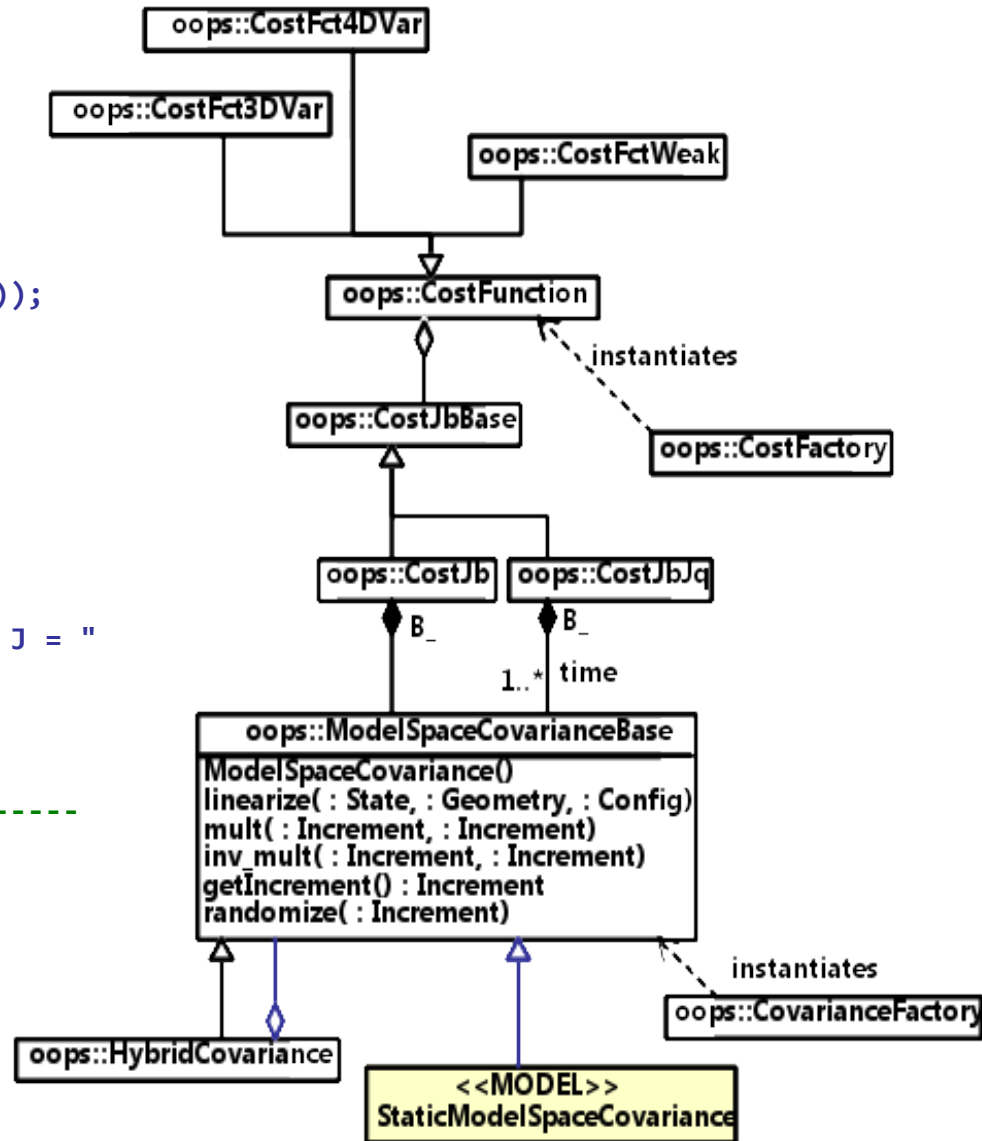 oops::CostFct4DVar
oops::CostFct3DVar
oops::CostFctWeak
));
oops::CostFunction
instantiates
oops::CostJbBase
oops::CostFactory
oops::CostJb
oops::CostJbJq
B_
B_
J = "
1..*
time
oops::ModelSpaceCovarianceBase
ModelSpaceCovariance()
linearize( : State, : Geometry, : Config)
-----
mult( : Increment, : Increment)
inv_mult( : Increment, : Increment)
getIncrement() : Increment
randomize( : Increment)
instantiates
oops::CovarianceFactory
oops::HybridCovariance
<<MODEL>>
StaticModelSpaceCovariance